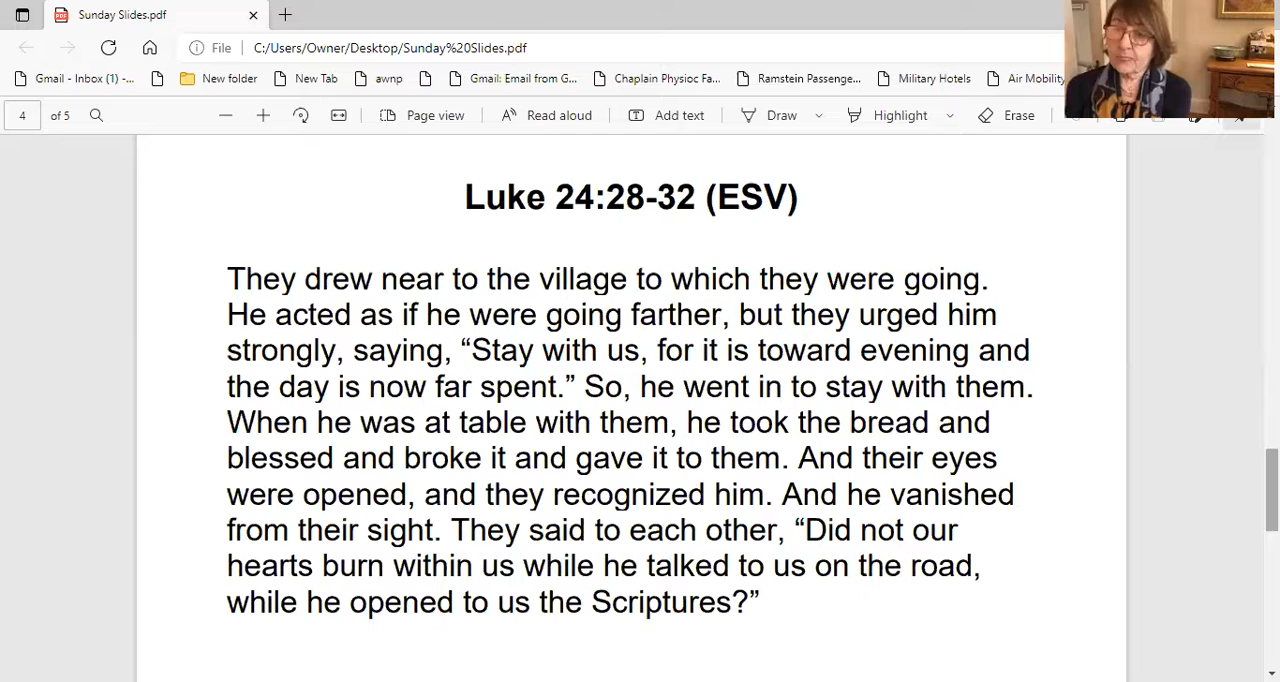 Sunday Slides.pdf
File C:/Users/Owner/Desktop/Sunday%20Slides.pdf
Gmail - Inbox (1) -... New folder New Tab awnp Gmail: Email from G... Chaplain Physioc Fa... Ramstein Passenge... Military Hotels Air Mobility
4 of 5 Page view Read aloud Add text Draw Highlight Erase
Luke 24:28-32 (ESV)
They drew near to the village to which they were going.
He acted as if he were going farther, but they urged him
strongly, saying, “Stay with us, for it is toward evening and
the day is now far spent.” So, he went in to stay with them.
When he was at table with them, he took the bread and
blessed and broke it and gave it to them. And their eyes
were opened, and they recognized him. And he vanished
from their sight. They said to each other, “Did not our
hearts burn within us while he talked to us on the road,
while he opened to us the Scriptures?”